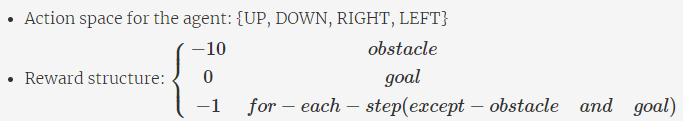 • Action space for the agent: {UP, DOWN, RIGHT, LEFT}
−10 obstacle
• Reward structure: { 0 goal
−1 for − each − step(except − obstacle and goal)